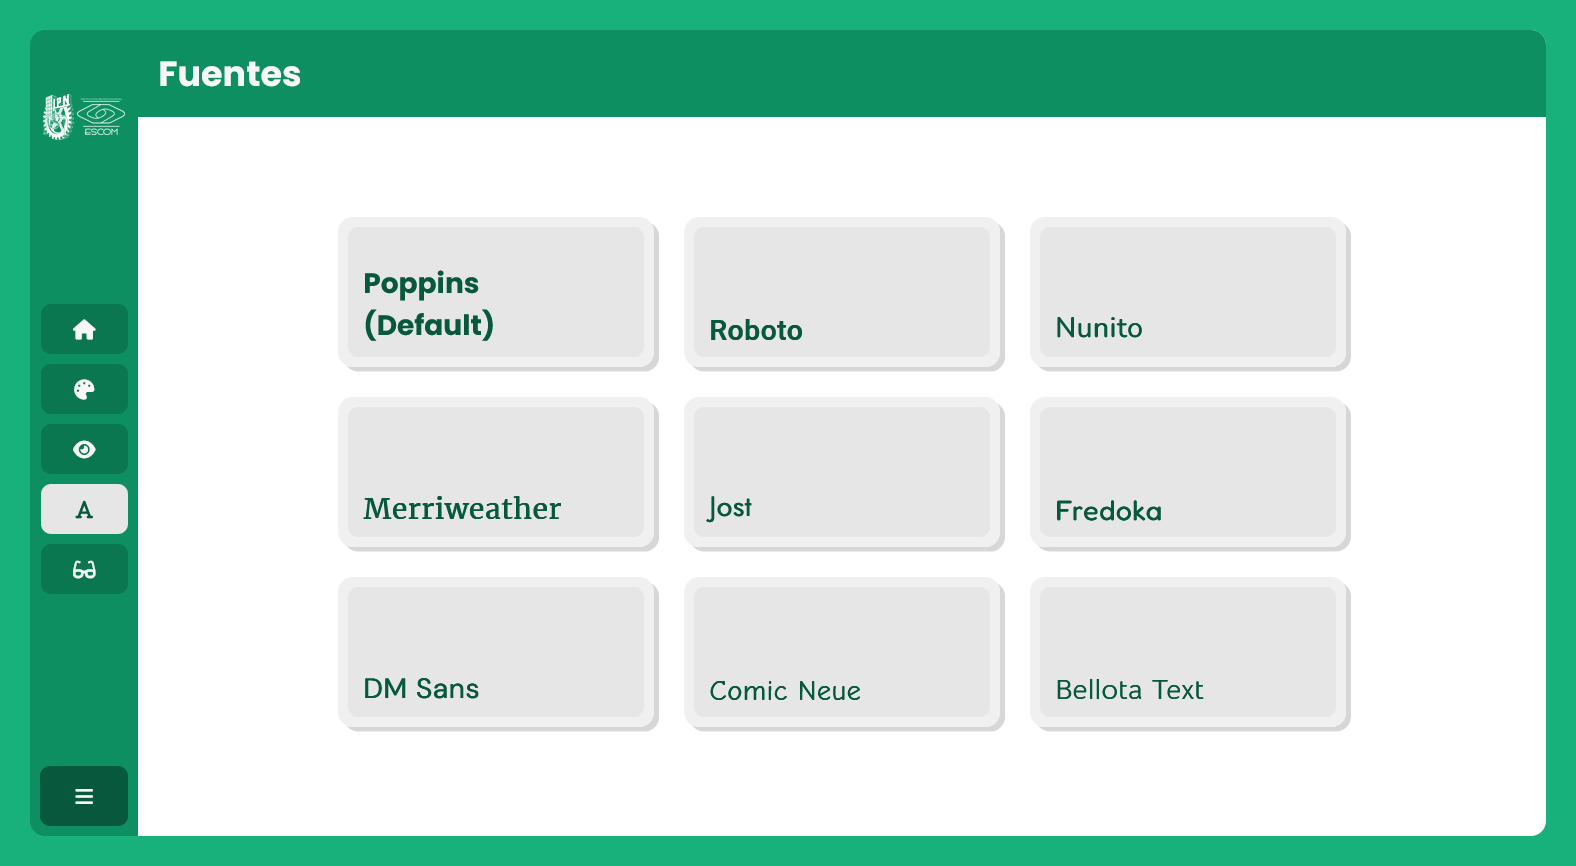 Fuentes
IPN
ESCOM
Poppins
(Default)
Roboto
Nunito
Merriweather
Jost
Fredoka
A
DM Sans
Comic Neue
Bellota Text